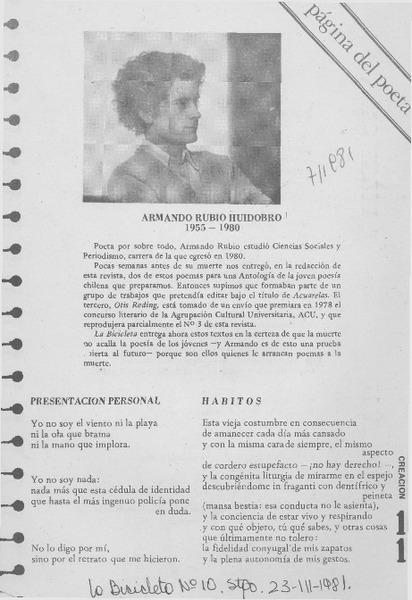 página del poeta
7/1981
ARMANDO RUBIO HUIDOBRO
1955 – 1980
Poeta por sobre todo, Armando Rubio estudió Ciencias Sociales y
Periodismo, carrera de la que egresó en 1980.
Pocas semanas antes de su muerte nos entregó, en la redacción de
esta revista, dos de estos poemas para una Antología de la joven poesía
chilena que preparamos. Entonces supimos que formaban parte de un
grupo de trabajos que pretendía editar bajo el título de Acuarelas. El
tercero, Otis Reding, está tomado de un envío que premiara en 1978 el
concurso literario de la Agrupación Cultural Universitaria, ACU, y que
reprodujera parcialmente el Nº 3 de esta revista.
La Bicicleta entrega ahora estos textos en la certeza de que la muerte
no acalla la poesía de los jóvenes —y Armando es de esto una prueba
abierta al futuro— porque son ellos quienes le arrancan poemas a la
muerte.
PRESENTACION PERSONAL
Yo no soy el viento ni la playa
ni la ola que brama
ni la mano que implora.
Yo no soy nada:
nada más que esta cédula de identidad
que hasta el más ingenuo policía pone
en duda.
No lo digo por mí,
sino por el retrato que me hicieron.
HABITOS
Esta vieja costumbre en consecuencia
de amanecer cada día más cansado
y con la misma cara de siempre, el mismo
aspecto
de cordero estupefacto — ¡no hay derecho! —,
y la congénita liturgia de mirarme en el espejo
descubriéndome in fraganti con dentífrico y
peineta
(mansa bestia: esa conducta no le asienta),
y la conciencia de estar vivo y respirando
y con qué objeto, tú qué sabes, y otras cosas
que últimamente no tolero:
la fidelidad conyugal de mis zapatos
y la plena autonomía de mis gestos.
CREACION
11
La Bicicleta Nº 10. Stgo. 23-III-1981.